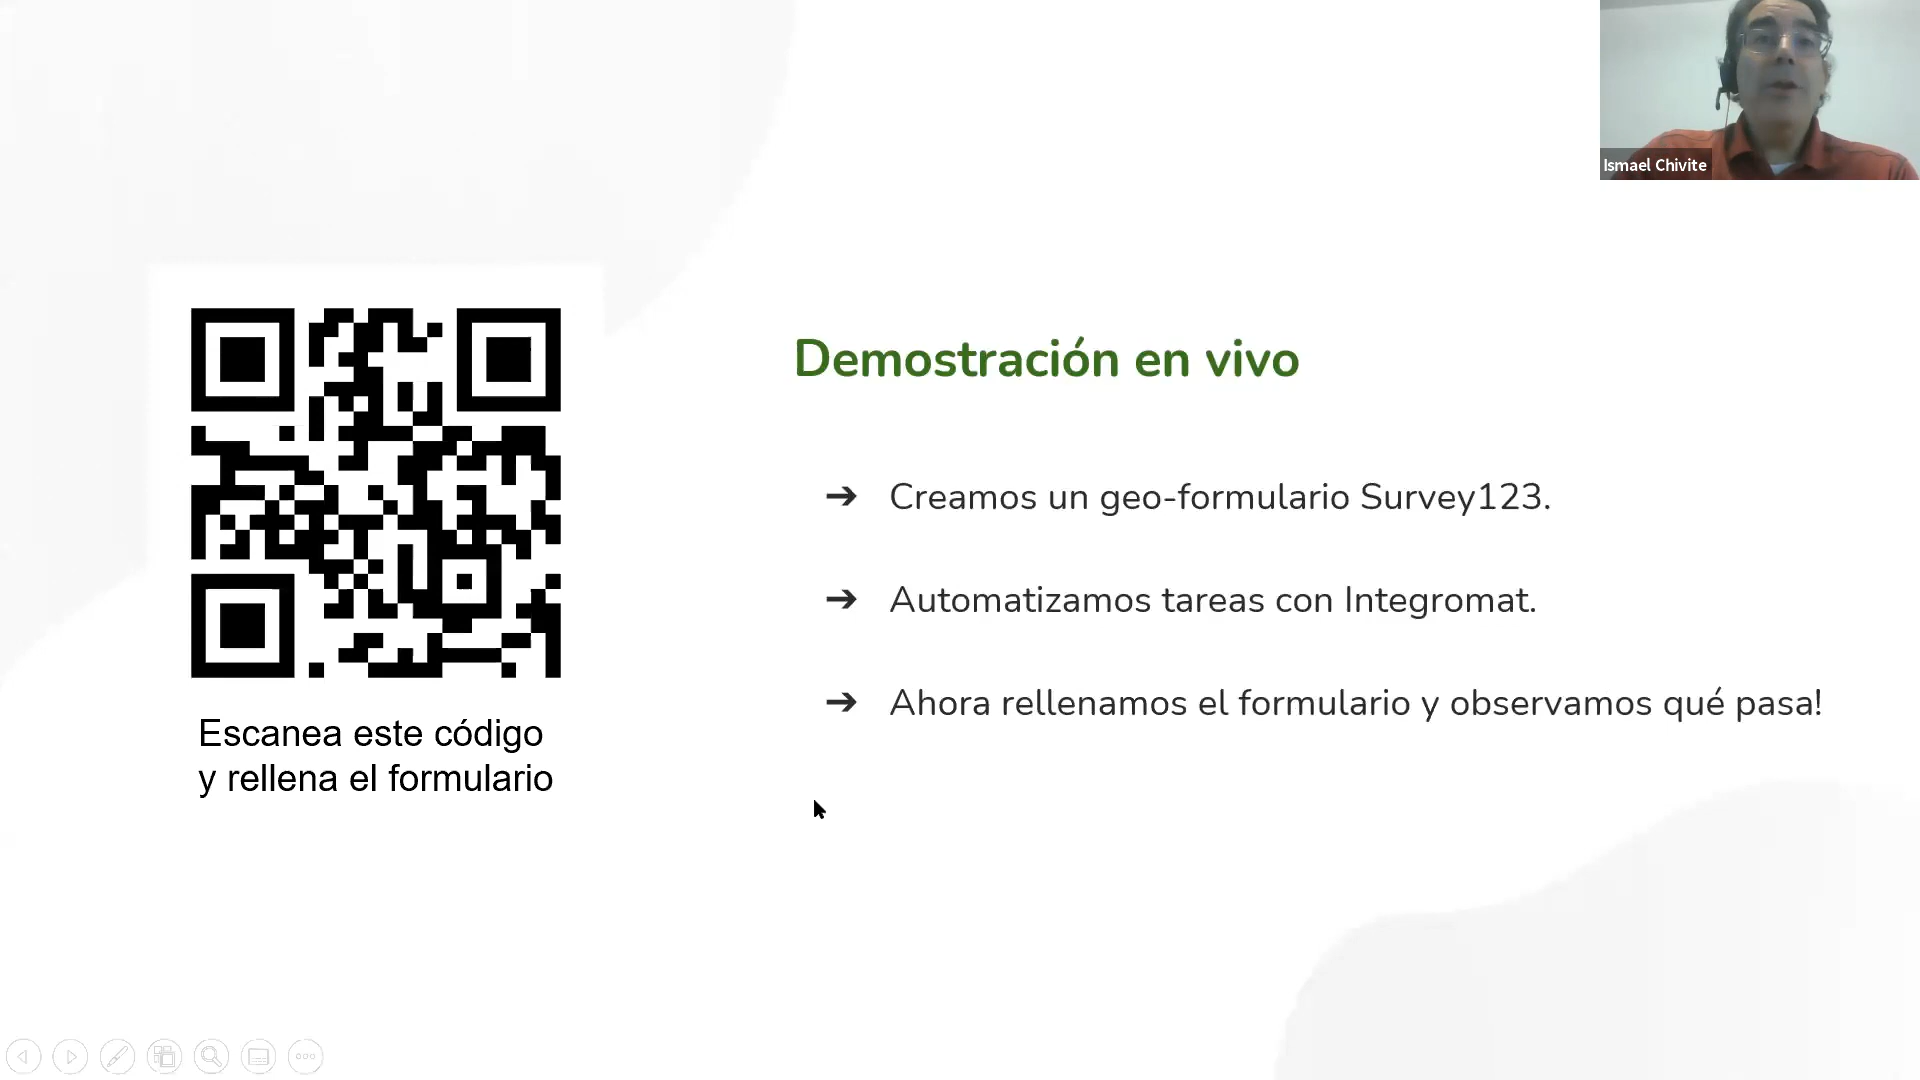 Ismael Chivite
Demostración en vivo
➔ Creamos un geo-formulario Survey123.
➔ Automatizamos tareas con Integromat.
➔ Ahora rellenamos el formulario y observamos qué pasa!
Escanea este código
y rellena el formulario